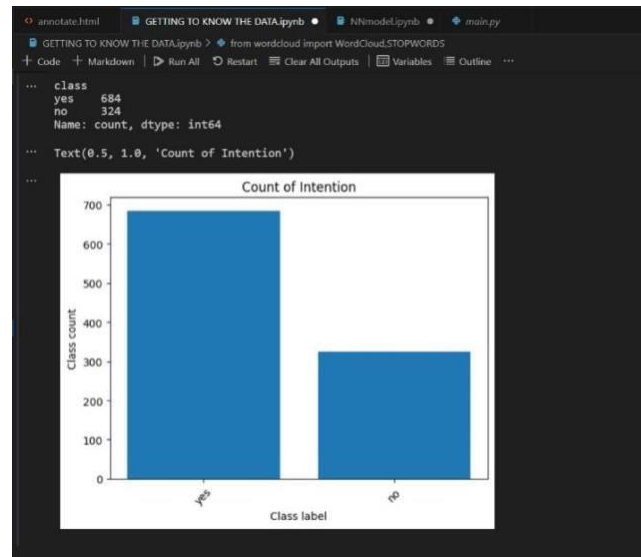 annotate.html GETTING TO KNOW THE DATA.ipynb NNmodel.ipynb main.py
GETTING TO KNOW THE DATA.ipynb > from wordcloud import WordCloud,STOPWORDS
+ Code + Markdown | Run All Restart Clear All Outputs | Variables Outline ...
... class
yes 684
no 324
Name: count, dtype: int64
... Text(0.5, 1.0, 'Count of Intention')
...
Count of Intention
700
600
500
400
300
200
100
0
Class count
yes no
Class label